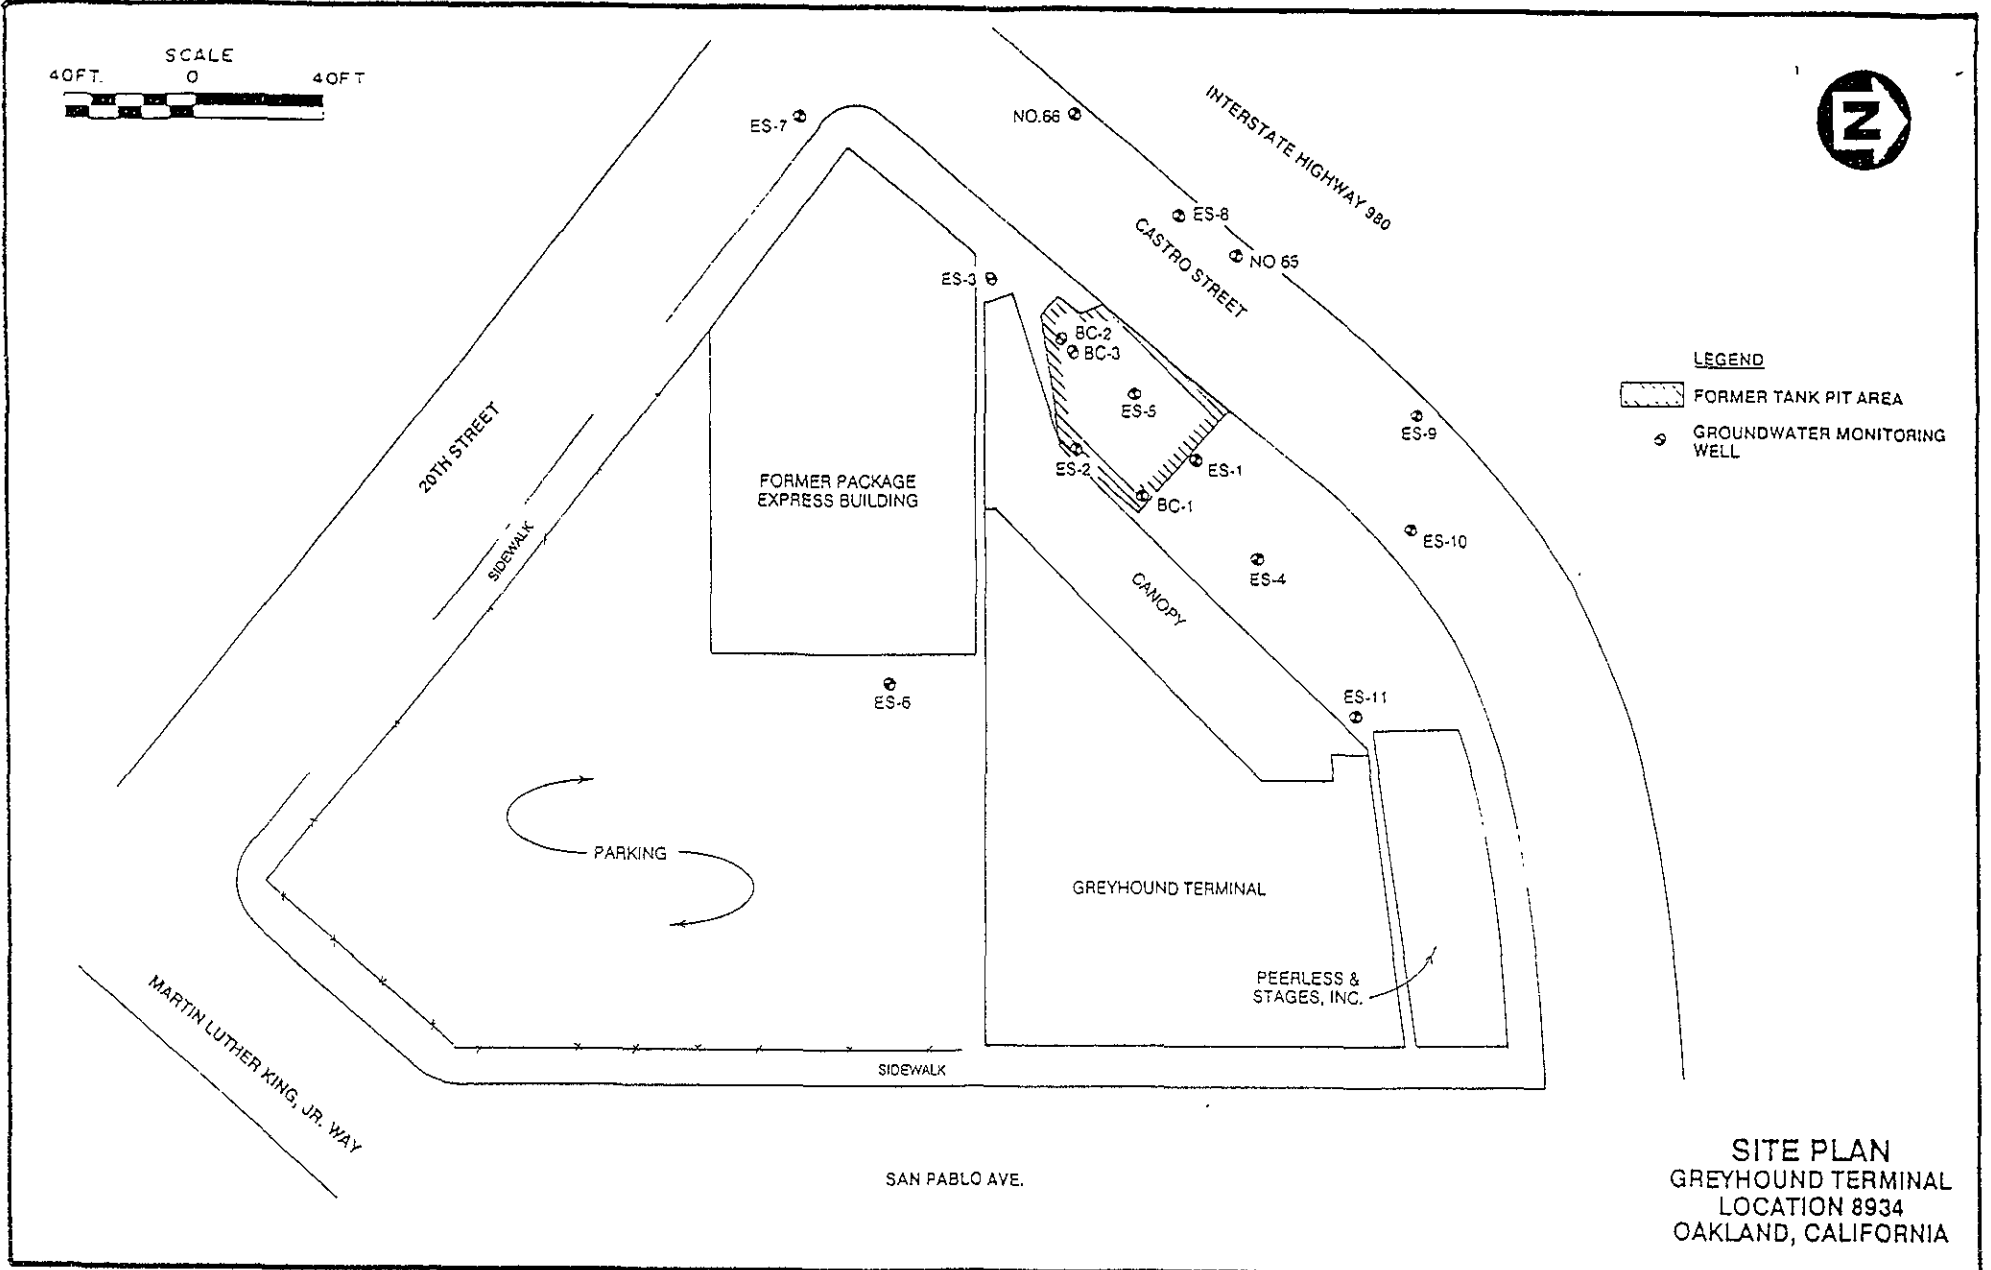 SCALE
40FT. 0 40FT
N
ES-7
NO.66
INTERSTATE HIGHWAY 980
ES-8
CASTRO STREET
NO 65
ES-3
BC-2
BC-3
ES-5
ES-9
ES-2
ES-1
BC-1
ES-10
ES-4
LEGEND
FORMER TANK PIT AREA
GROUNDWATER MONITORING
WELL
20TH STREET
SIDEWALK
FORMER PACKAGE
EXPRESS BUILDING
CANOPY
ES-6
ES-11
PARKING
GREYHOUND TERMINAL
PEERLESS &
STAGES, INC.
MARTIN LUTHER KING, JR. WAY
SIDEWALK
SAN PABLO AVE.
SITE PLAN
GREYHOUND TERMINAL
LOCATION 8934
OAKLAND, CALIFORNIA